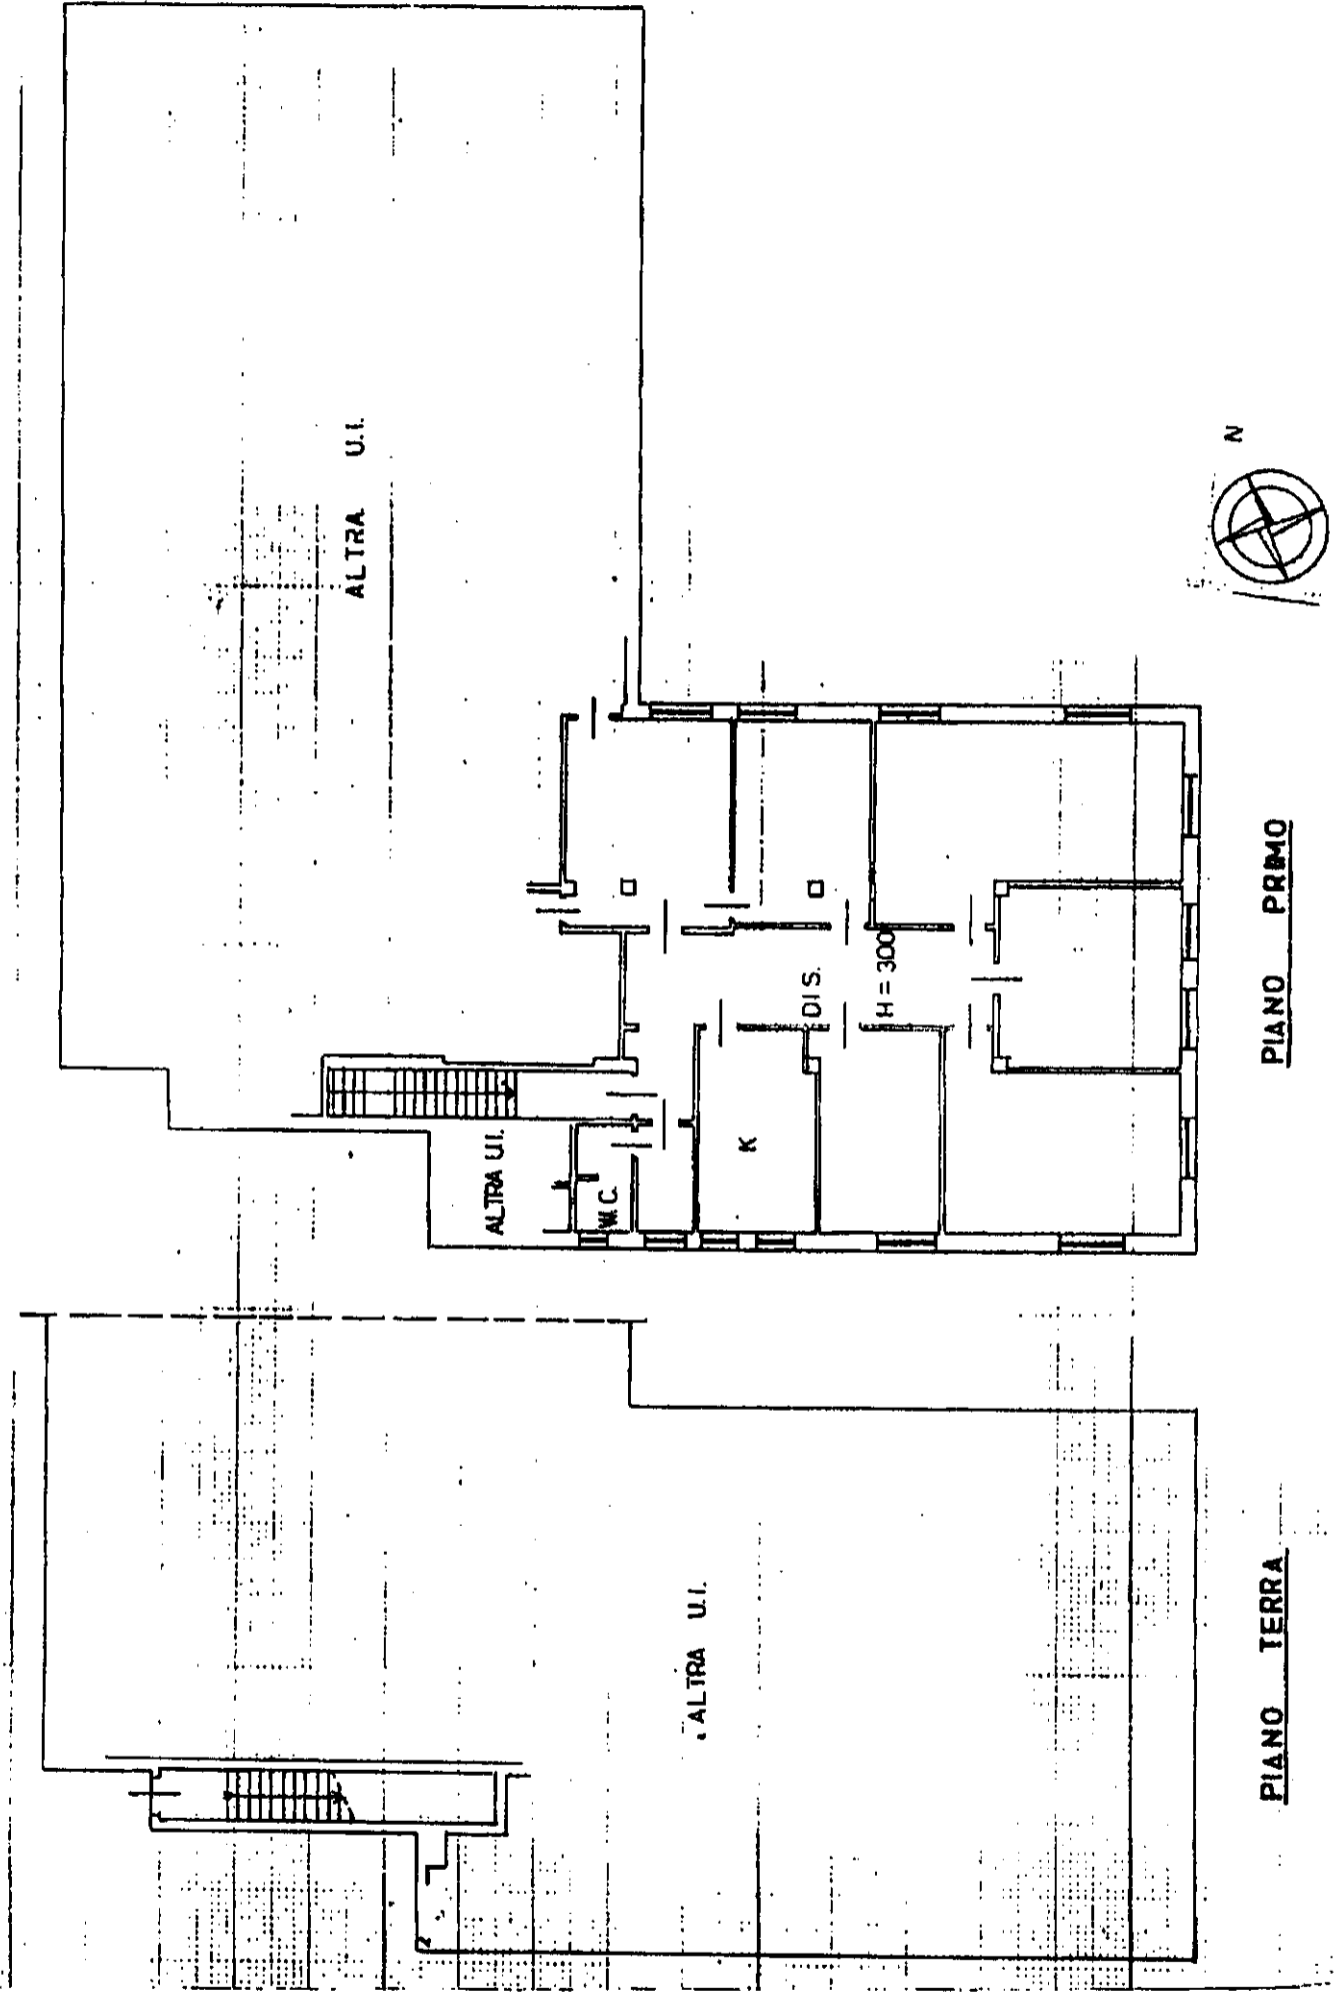 ALTRA U.I.
N
ALTRA U.I.
W.C.
K
DIS.
H = 300
PIANO PRIMO
ALTRA U.I.
PIANO TERRA